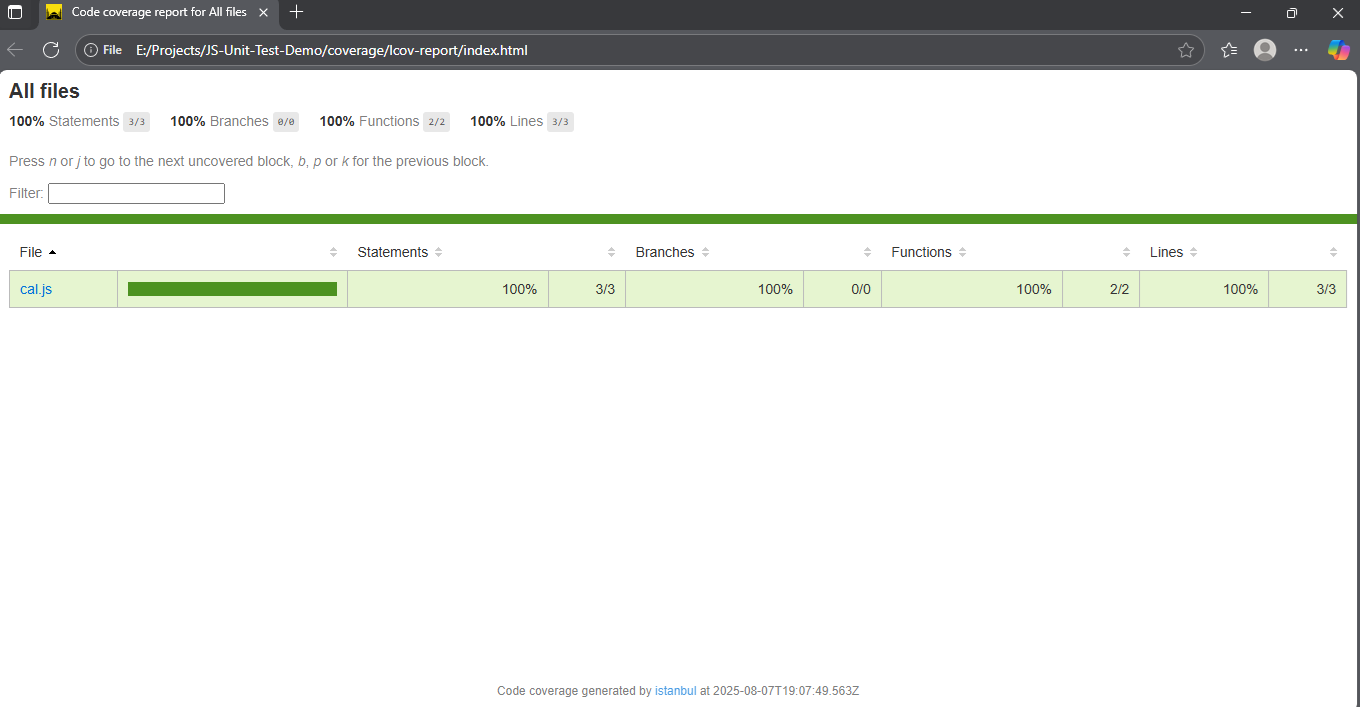 Code coverage report for All files
File E:/Projects/JS-Unit-Test-Demo/coverage/lcov-report/index.html
All files
100% Statements 3/3 100% Branches 0/0 100% Functions 2/2 100% Lines 3/3
Press n or j to go to the next uncovered block, b, p or k for the previous block.
Filter:
File Statements Branches Functions Lines
cal.js 100% 3/3 100% 0/0 100% 2/2 100% 3/3
Code coverage generated by istanbul at 2025-08-07T19:07:49.563Z